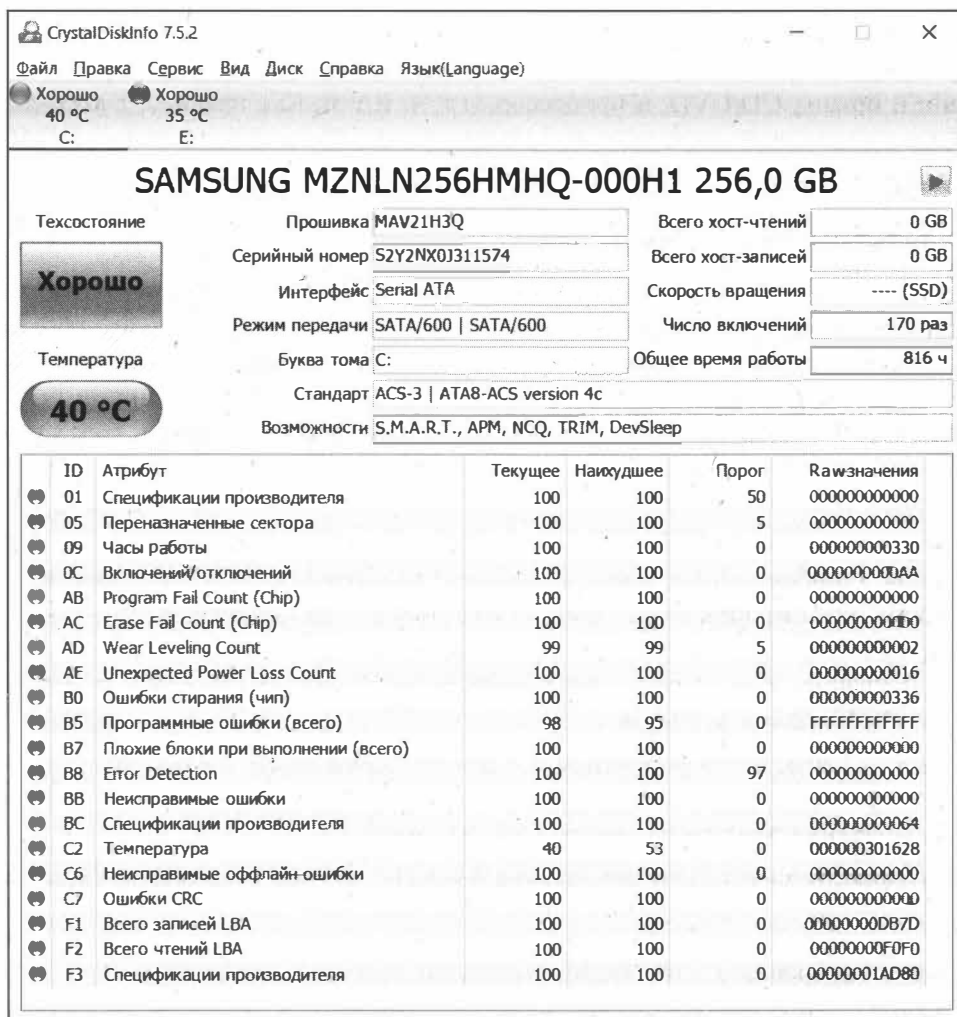 CrystalDiskInfo 7.5.2
Файл Правка Сервис Вид Диск Справка Язык(Language)
Хорошо Хорошо
40 °C 35 °C
C: E:
SAMSUNG MZNLN256HMHQ-000H1 256,0 GB
Техсостояние Прошивка MAV21H3Q Всего хост-чтений 0 GB
Хорошо Серийный номер S2Y2NX0J311574 Всего хост-записей 0 GB
Интерфейс Serial ATA Скорость вращения ---- (SSD)
Режим передачи SATA/600 | SATA/600 Число включений 170 раз
Температура Буква тома C: Общее время работы 816 ч
40 °C Стандарт ACS-3 | ATA8-ACS version 4c
Возможности S.M.A.R.T., APM, NCQ, TRIM, DevSleep
ID Атрибут Текущее Наихудшее Порог Raw-значения
01 Спецификации производителя 100 100 50 000000000000
05 Переназначенные сектора 100 100 5 000000000000
09 Часы работы 100 100 0 000000000330
0C Включений/отключений 100 100 0 0000000000AA
AB Program Fail Count (Chip) 100 100 0 000000000000
AC Erase Fail Count (Chip) 100 100 0 000000000000
AD Wear Leveling Count 99 99 5 000000000002
AE Unexpected Power Loss Count 100 100 0 000000000016
B0 Ошибки стирания (чип) 100 100 0 000000000336
B5 Программные ошибки (всего) 98 95 0 FFFFFFFFFFFF
B7 Плохие блоки при выполнении (всего) 100 100 0 000000000000
B8 Error Detection 100 100 97 000000000000
BB Неисправимые ошибки 100 100 0 000000000000
BC Спецификации производителя 100 100 0 000000000064
C2 Температура 40 53 0 000000301628
C6 Неисправимые оффлайн-ошибки 100 100 0 000000000000
C7 Ошибки CRC 100 100 0 000000000000
F1 Всего записей LBA 100 100 0 00000000DB7D
F2 Всего чтений LBA 100 100 0 00000000F0F0
F3 Спецификации производителя 100 100 0 00000001AD80